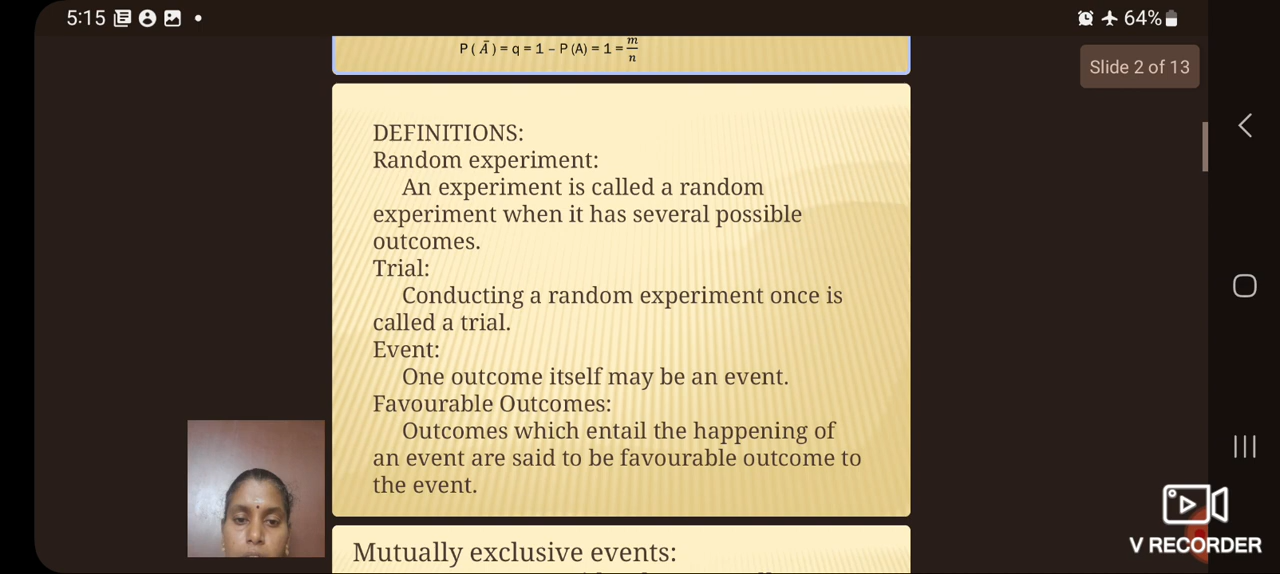 5:15
64%
P ( Ā ) = q = 1 – P (A) = 1 = m/n
Slide 2 of 13
DEFINITIONS:
Random experiment:
An experiment is called a random
experiment when it has several possible
outcomes.
Trial:
Conducting a random experiment once is
called a trial.
Event:
One outcome itself may be an event.
Favourable Outcomes:
Outcomes which entail the happening of
an event are said to be favourable outcome to
the event.
Mutually exclusive events:
V RECORDER